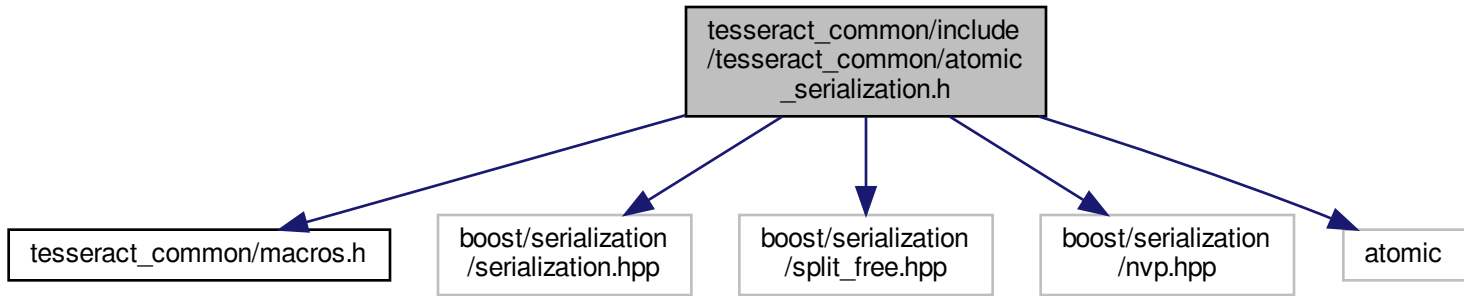 tesseract_common/include
/tesseract_common/atomic
_serialization.h
tesseract_common/macros.h
boost/serialization
/serialization.hpp
boost/serialization
/split_free.hpp
boost/serialization
/nvp.hpp
atomic